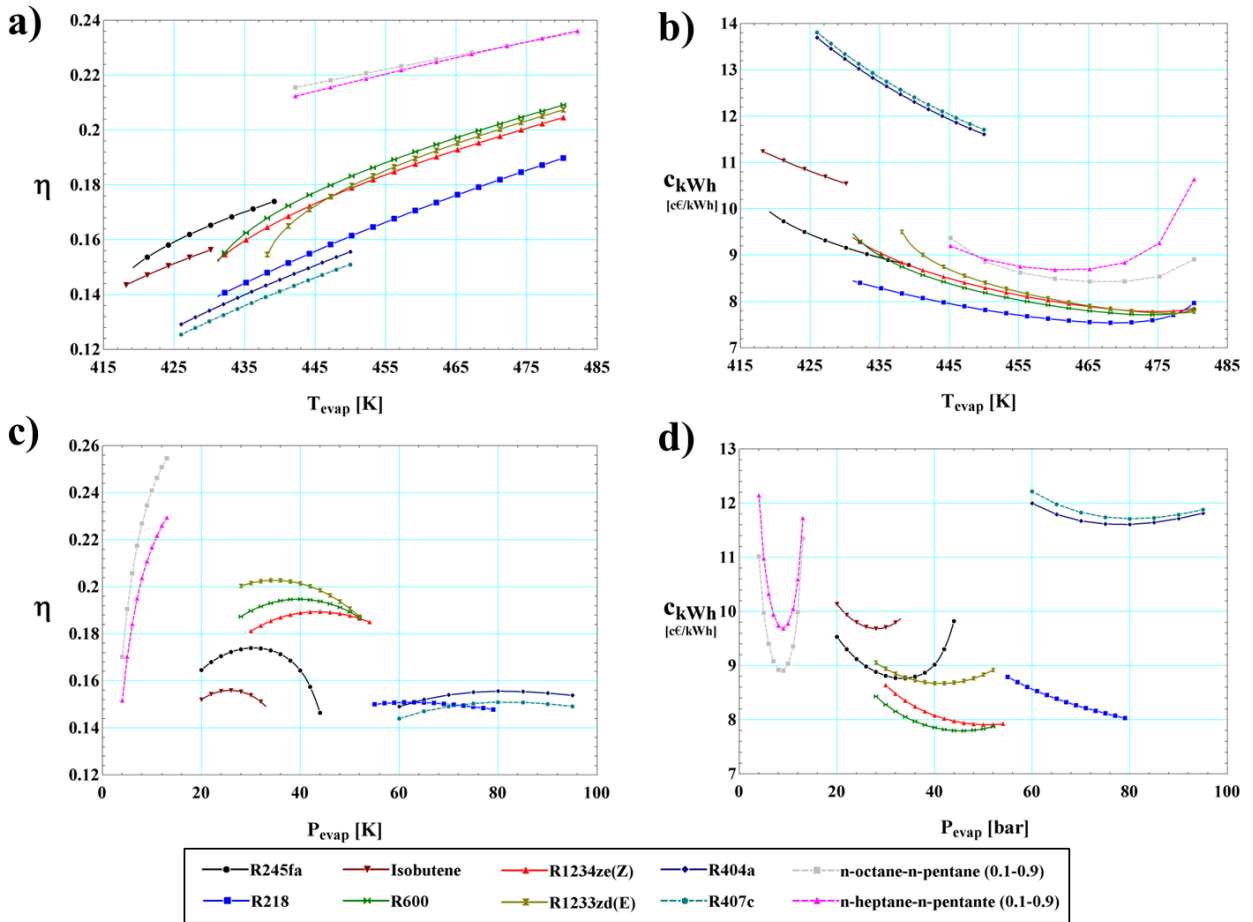 a)
0.24
0.22
0.2
0.18
0.16
0.14
0.12
η
415 425 435 445 455 465 475 485
Tevap [K]
b)
14
13
12
11
10
9
8
7
ckWh
[c€/kWh]
415 425 435 445 455 465 475 485
Tevap [K]
c)
0.26
0.24
0.22
0.2
0.18
0.16
0.14
0.12
η
0 20 40 60 80 100
Pevap [K]
d)
13
12
11
10
9
8
7
ckWh
[c€/kWh]
0 20 40 60 80 100
Pevap [bar]
R245fa Isobutene R1234ze(Z) R404a n-octane-n-pentane (0.1-0.9)
R218 R600 R1233zd(E) R407c n-heptane-n-pentante (0.1-0.9)